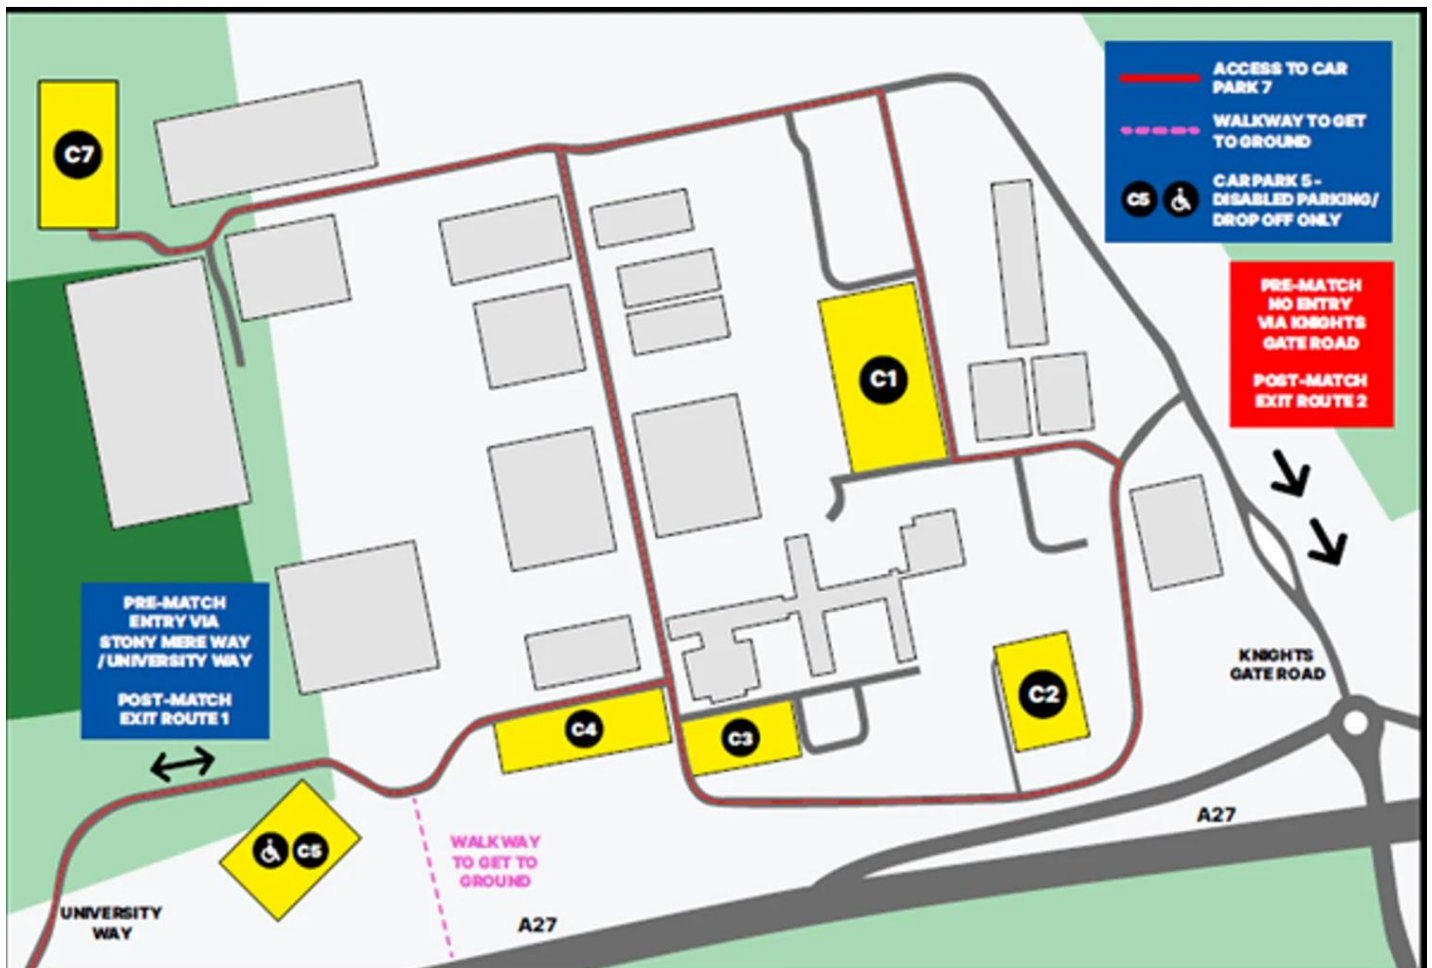 C7
ACCESS TO CAR
PARK 7
WALKWAY TO GET
TO GROUND
C5
CAR PARK 5 -
DISABLED PARKING/
DROP OFF ONLY
PRE-MATCH
NO ENTRY
VIA KNIGHTS
GATE ROAD
POST-MATCH
EXIT ROUTE 2
C1
PRE-MATCH
ENTRY VIA
STONY MERE WAY
/ UNIVERSITY WAY
POST-MATCH
EXIT ROUTE 1
KNIGHTS
GATE ROAD
C2
C4
C3
A27
C5
WALKWAY
TO GET TO
GROUND
UNIVERSITY
WAY
A27